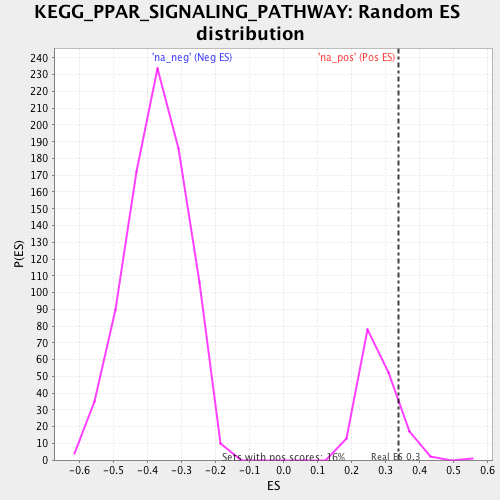 KEGG_PPAR_SIGNALING_PATHWAY: Random ES
distribution
'na_neg' (Neg ES)
'na_pos' (Pos ES)
240
230
220
210
200
190
180
170
160
150
140
130
120
110
100
90
80
70
60
50
40
30
20
10
0
P(ES)
Sets with pos scores: 16%
Real ES 0.3
-0.6 -0.5 -0.4 -0.3 -0.2 -0.1 0.0 0.1 0.2 0.3 0.4 0.5 0.6
ES